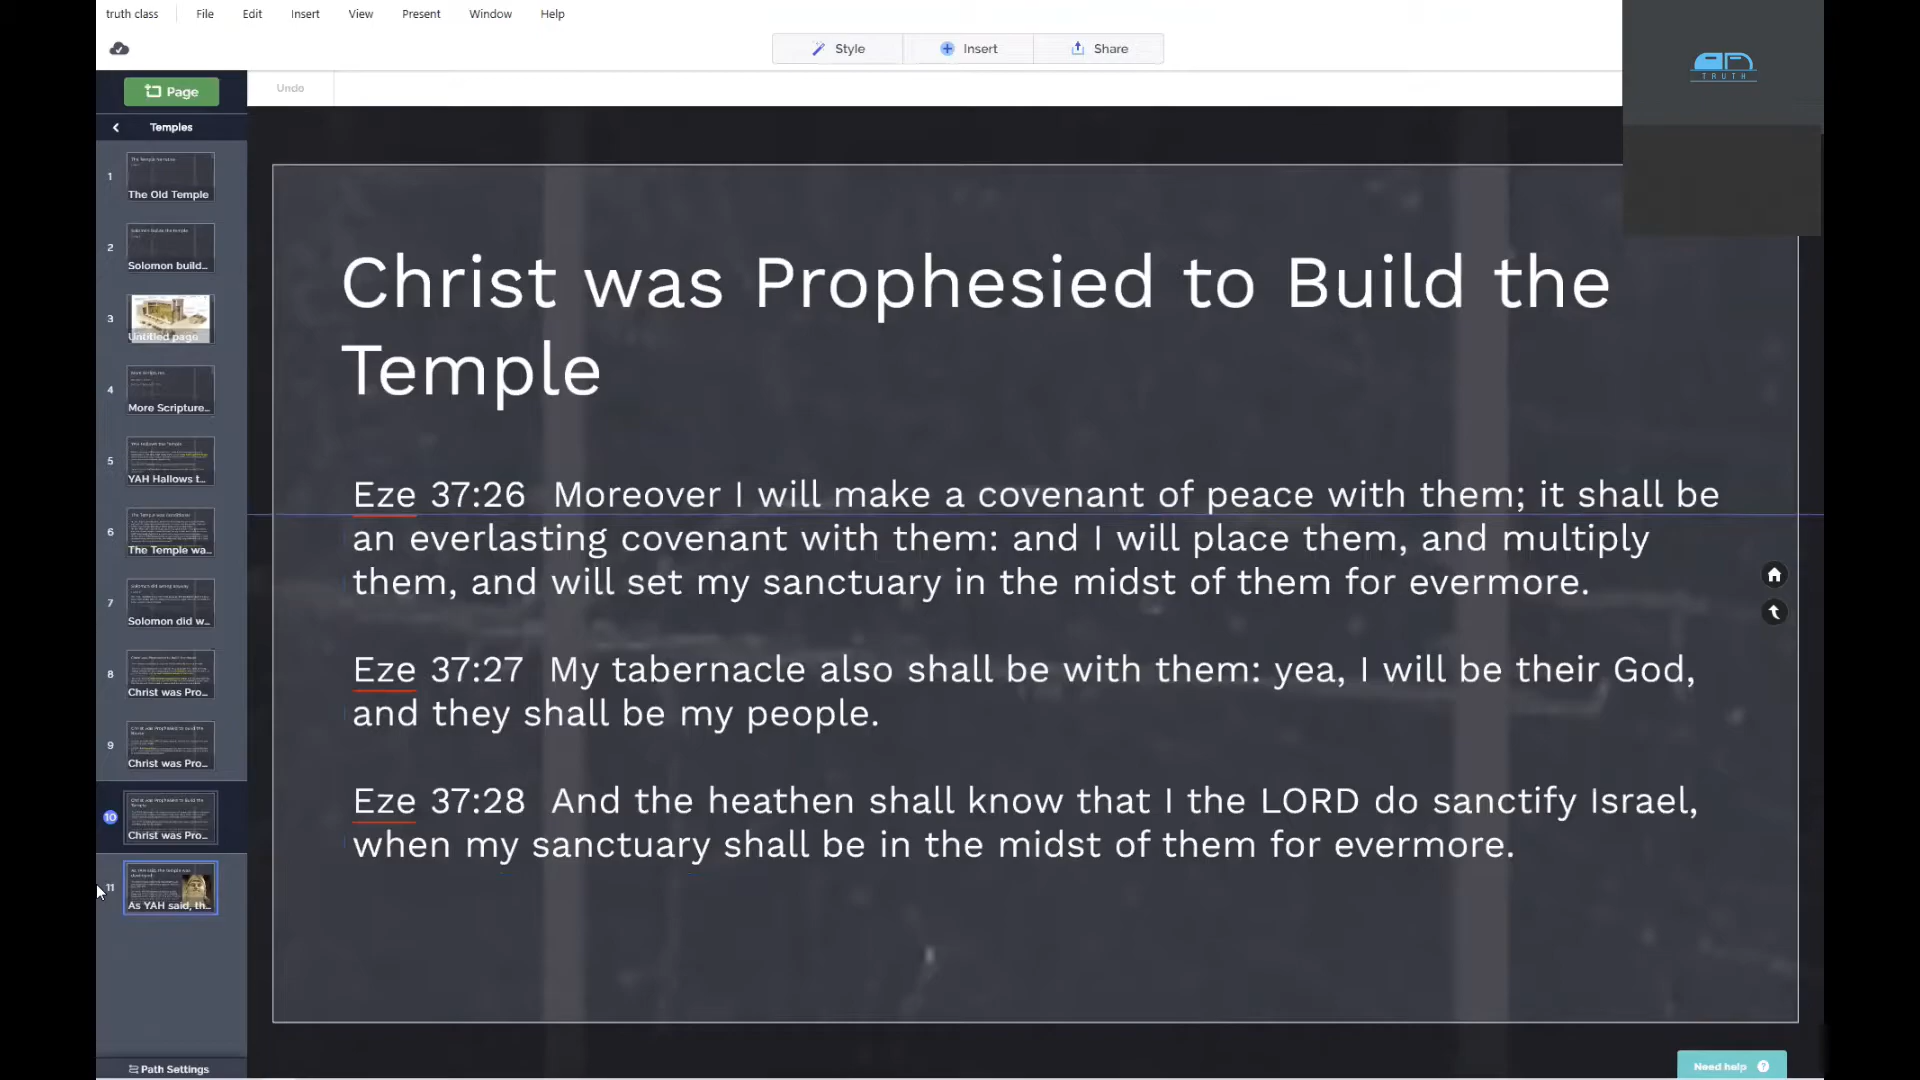 truth class File Edit Insert View Present Window Help
Style Insert Share
TRUTH
Page
Undo
Temples
1
The Old Temple
2
Solomon build...
3
Untitled page
4
More Scripture...
5
YAH Hallows t...
6
The Temple wa...
7
Solomon did w...
8
Christ was Pro...
9
Christ was Pro...
10
Christ was Pro...
11
As YAH said, th...
Path Settings
Christ was Prophesied to Build the
Temple
Eze 37:26 Moreover I will make a covenant of peace with them; it shall be
an everlasting covenant with them: and I will place them, and multiply
them, and will set my sanctuary in the midst of them for evermore.
Eze 37:27 My tabernacle also shall be with them: yea, I will be their God,
and they shall be my people.
Eze 37:28 And the heathen shall know that I the LORD do sanctify Israel,
when my sanctuary shall be in the midst of them for evermore.
Need help ?